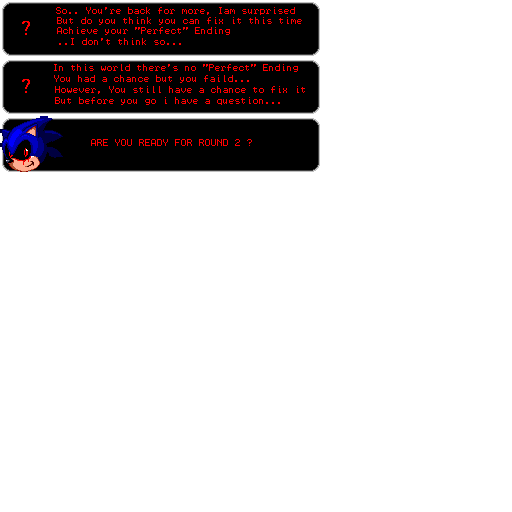 So.. You're back for more, Iam surprised
But do you think you can fix it this time
Achieve your "Perfect" Ending
..I don't think so...
?
In this world there's no "Perfect" Ending
You had a chance but you faild...
However, You still have a chance to fix it
But before you go i have a question...
?
ARE YOU READY FOR ROUND 2 ?